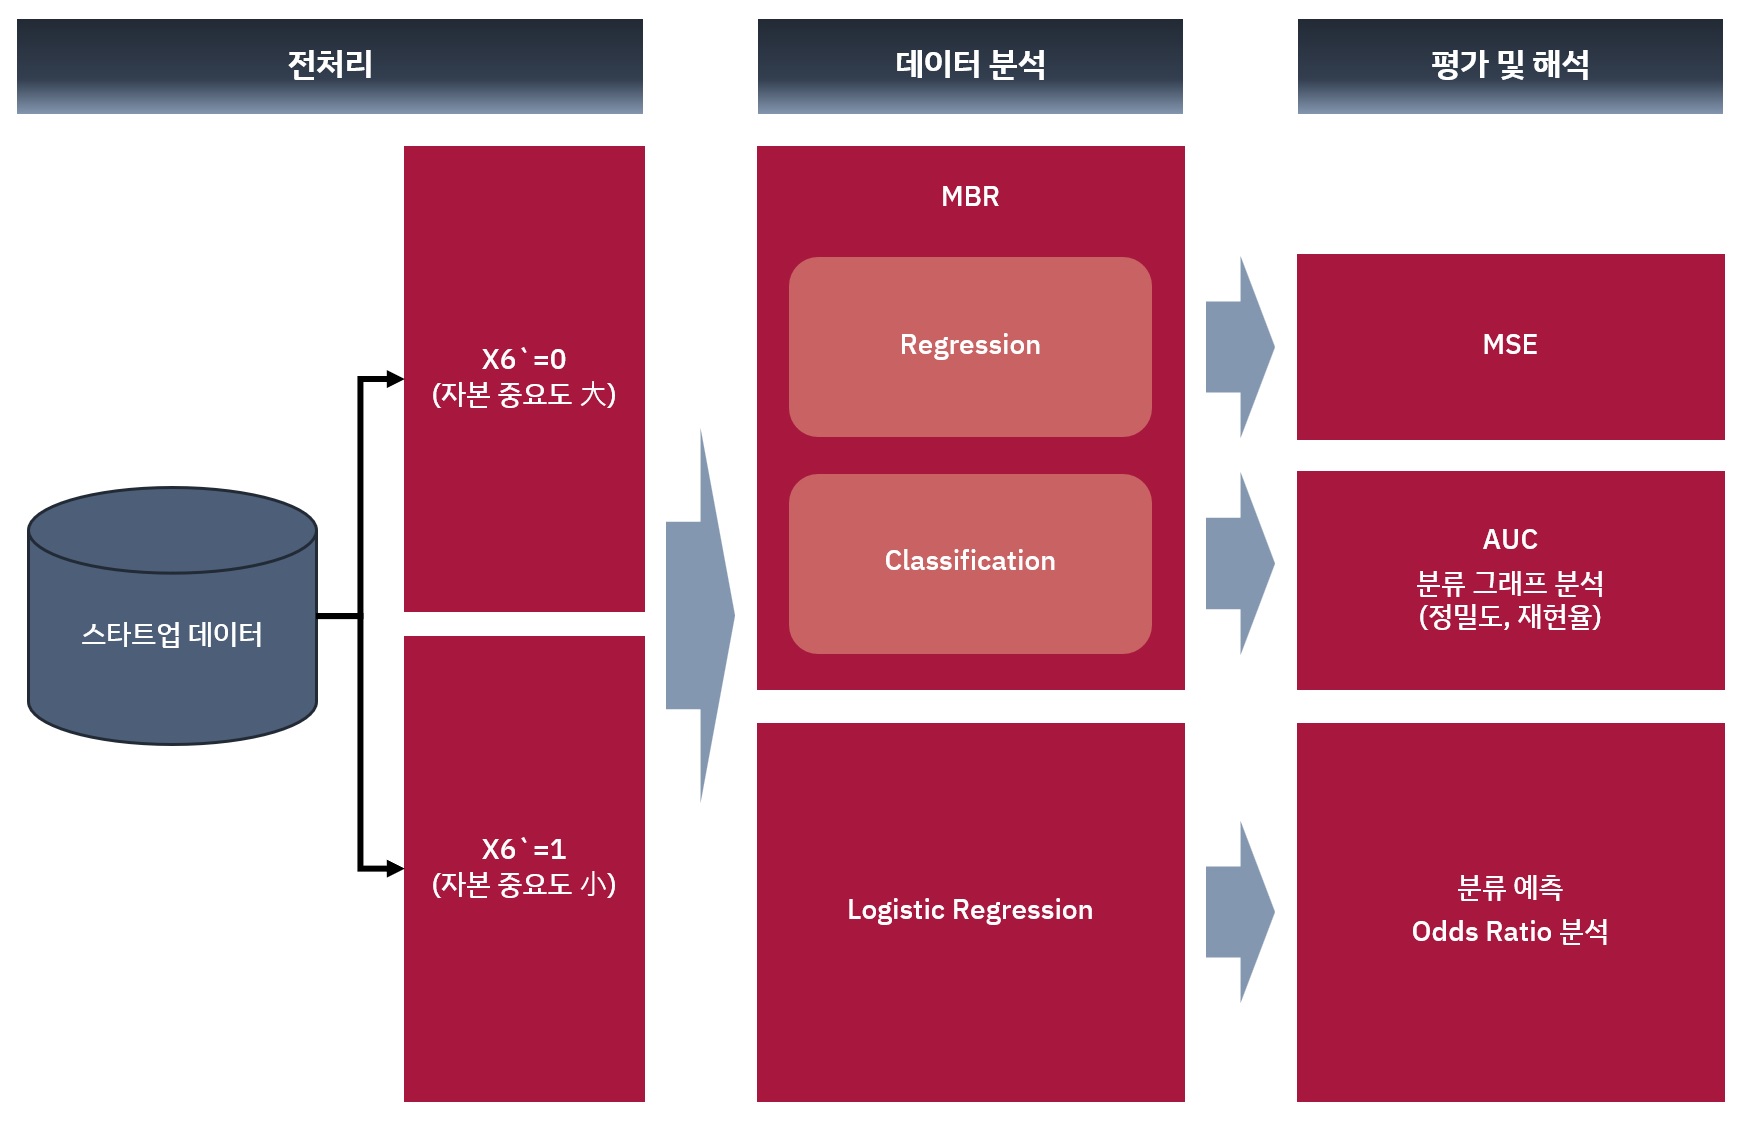 전처리
데이터 분석
평가 및 해석
스타트업 데이터
X6`=0
(자본 중요도 大)
X6`=1
(자본 중요도 小)
MBR
Regression
Classification
Logistic Regression
MSE
AUC
분류 그래프 분석
(정밀도, 재현율)
분류 예측
Odds Ratio 분석